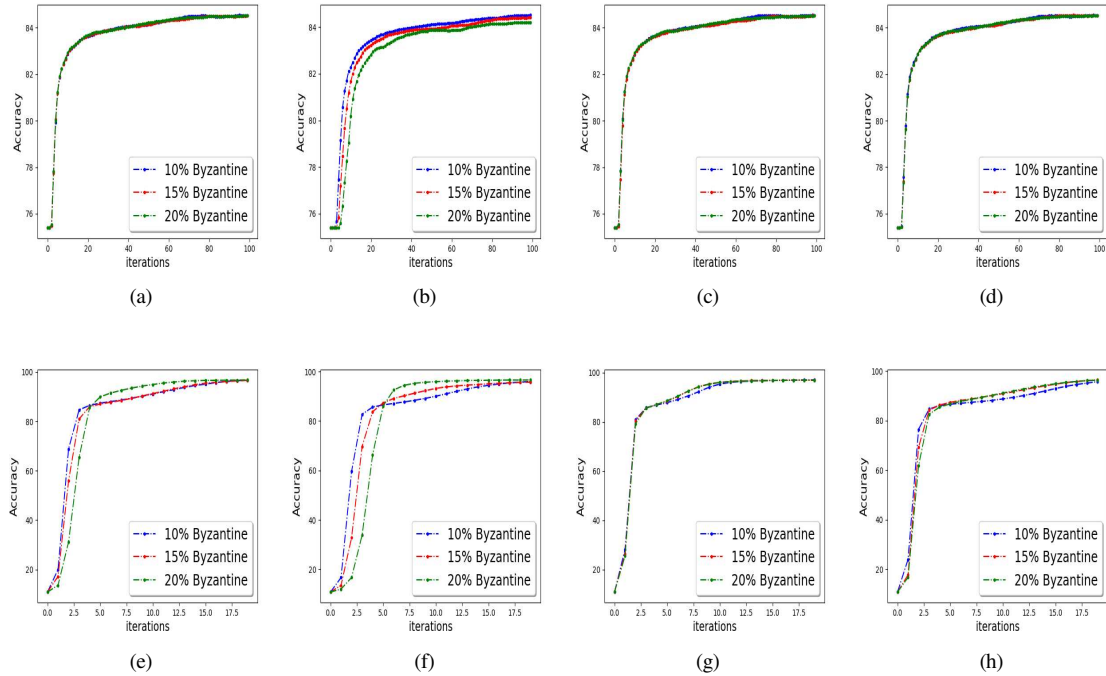 Accuracy
84
82
80
78
76
0
20
40
60
80
100
iterations
10% Byzantine
15% Byzantine
20% Byzantine
(a)
Accuracy
84
82
80
78
76
0
20
40
60
80
100
iterations
10% Byzantine
15% Byzantine
20% Byzantine
(b)
Accuracy
84
82
80
78
76
0
20
40
60
80
100
iterations
10% Byzantine
15% Byzantine
20% Byzantine
(c)
Accuracy
84
82
80
78
76
0
20
40
60
80
100
iterations
10% Byzantine
15% Byzantine
20% Byzantine
(d)
Accuracy
100
80
60
40
20
0.0
2.5
5.0
7.5
10.0
12.5
15.0
17.5
iterations
10% Byzantine
15% Byzantine
20% Byzantine
(e)
Accuracy
100
80
60
40
20
0.0
2.5
5.0
7.5
10.0
12.5
15.0
17.5
iterations
10% Byzantine
15% Byzantine
20% Byzantine
(f)
Accuracy
100
80
60
40
20
0.0
2.5
5.0
7.5
10.0
12.5
15.0
17.5
iterations
10% Byzantine
15% Byzantine
20% Byzantine
(g)
Accuracy
100
80
60
40
20
0.0
2.5
5.0
7.5
10.0
12.5
15.0
17.5
iterations
10% Byzantine
15% Byzantine
20% Byzantine
(h)